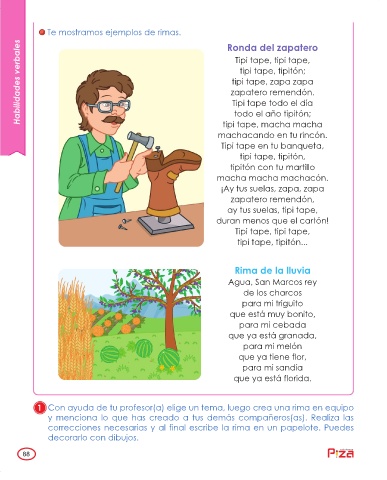 Habilidades verbales
Te mostramos ejemplos de rimas.
Ronda del zapatero
Tipi tape, tipi tape,
tipi tape, tipitón;
tipi tape, zapa zapa
zapatero remendón.
Tipi tape todo el día
todo el año tipitón;
tipi tape, macha macha
machacando en tu rincón.
Tipi tape en tu banqueta,
tipi tape, tipitón,
tipitón con tu martillo
macha macha machacón.
¡Ay tus suelas, zapa, zapa
zapatero remendón,
ay tus suelas, tipi tape,
duran menos que el cartón!
Tipi tape, tipi tape,
tipi tape, tipitón...
Rima de la lluvia
Agua, San Marcos rey
de los charcos
para mi triguito
que está muy bonito,
para mi cebada
que ya está granada,
para mi melón
que ya tiene flor,
para mi sandía
que ya está florida.
1 Con ayuda de tu profesor(a) elige un tema, luego crea una rima en equipo
y menciona lo que has creado a tus demás compañeros(as). Realiza las
correcciones necesarias y al final escribe la rima en un papelote. Puedes
decorarlo con dibujos.
88
Piza